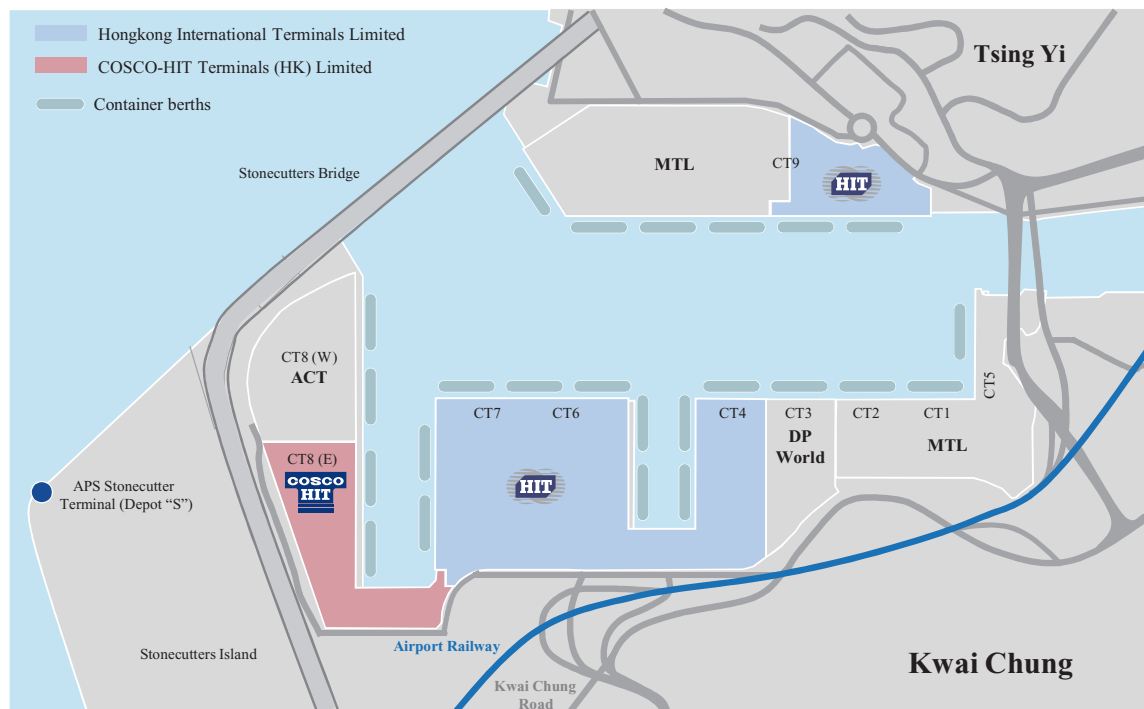 Hongkong International Terminals Limited
COSCO-HIT Terminals (HK) Limited
Container berths
Tsing Yi
Stonecutters Bridge
MTL
CT9
HIT
CT8 (W)
ACT
CT5
CT7
CT6
CT4
CT3
CT2
CT1
DP
World
MTL
CT8 (E)
COSCO
HIT
HIT
APS Stonecutter
Terminal (Depot “S”)
Airport Railway
Stonecutters Island
Kwai Chung
Kwai Chung
Road